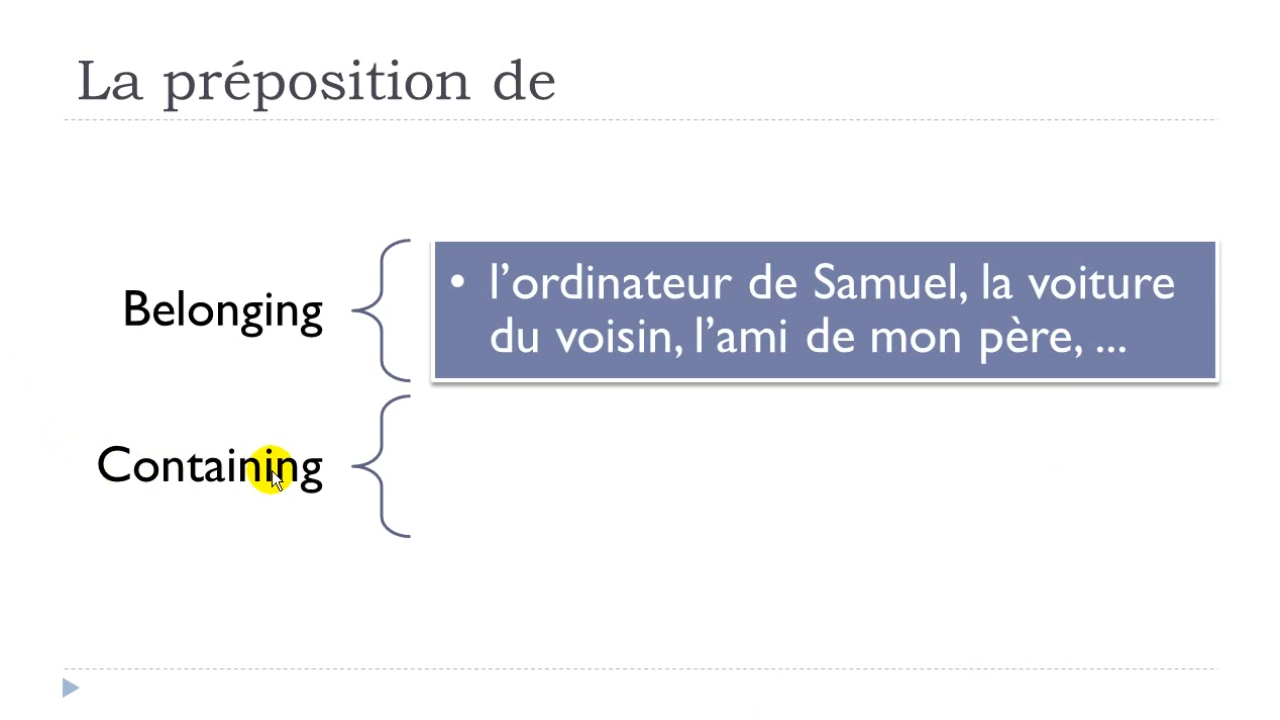 La préposition de
Belonging
• l’ordinateur de Samuel, la voiture
du voisin, l’ami de mon père, ...
Containing